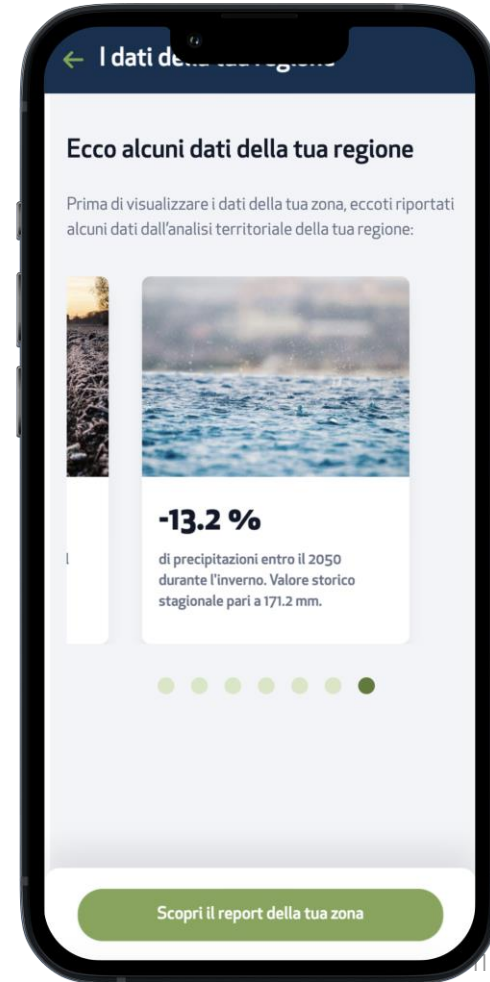 I dati
Ecco alcuni dati della tua regione
Prima di visualizzare i dati della tua zona, eccoti riportati
alcuni dati dall'analisi territoriale della tua regione:
-13.2 %
di precipitazioni entro il 2050
durante l'inverno. Valore storico
stagionale pari a 171.2 mm.
Scopri il report della tua zona